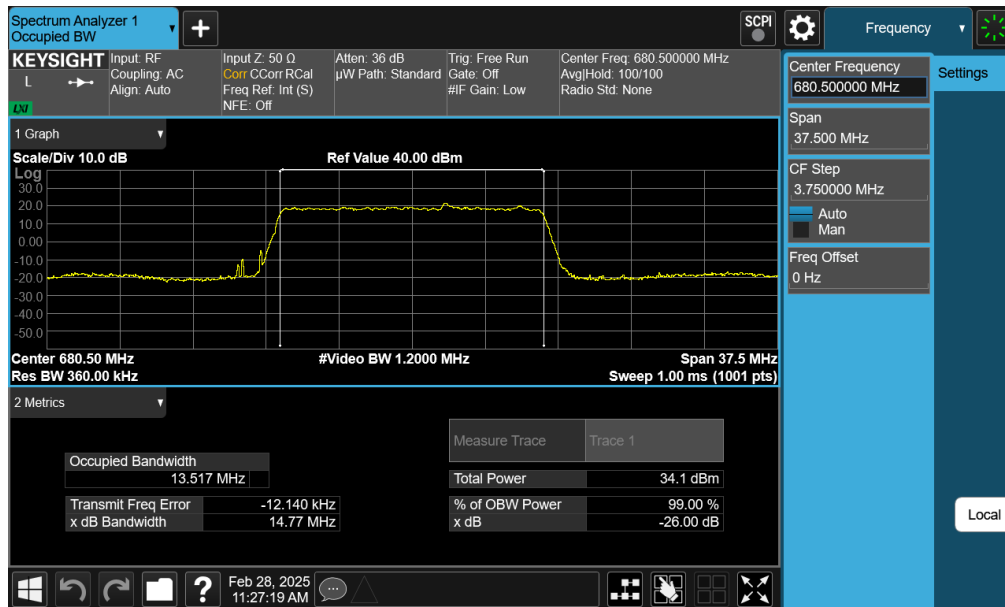 Spectrum Analyzer 1
Occupied BW
+
SCPI
Frequency
KEYSIGHT
L
LXI
Input: RF
Coupling: AC
Align: Auto
Input Z: 50 Ω
Corr CCorr RCal
Freq Ref: Int (S)
NFE: Off
Atten: 36 dB
µW Path: Standard
Trig: Free Run
Gate: Off
#IF Gain: Low
Center Freq: 680.500000 MHz
Avg|Hold: 100/100
Radio Std: None
1 Graph
Scale/Div 10.0 dB
Ref Value 40.00 dBm
Log
30.0
20.0
10.0
0.00
-10.0
-20.0
-30.0
-40.0
-50.0
Center 680.50 MHz
#Video BW 1.2000 MHz
Span 37.5 MHz
Res BW 360.00 kHz
Sweep 1.00 ms (1001 pts)
2 Metrics
Measure Trace Trace 1
Occupied Bandwidth
13.517 MHz
Total Power 34.1 dBm
Transmit Freq Error -12.140 kHz
% of OBW Power 99.00 %
x dB Bandwidth 14.77 MHz
x dB -26.00 dB
Center Frequency
680.500000 MHz
Settings
Span
37.500 MHz
CF Step
3.750000 MHz
Auto
Man
Freq Offset
0 Hz
Local
?
Feb 28, 2025
11:27:19 AM